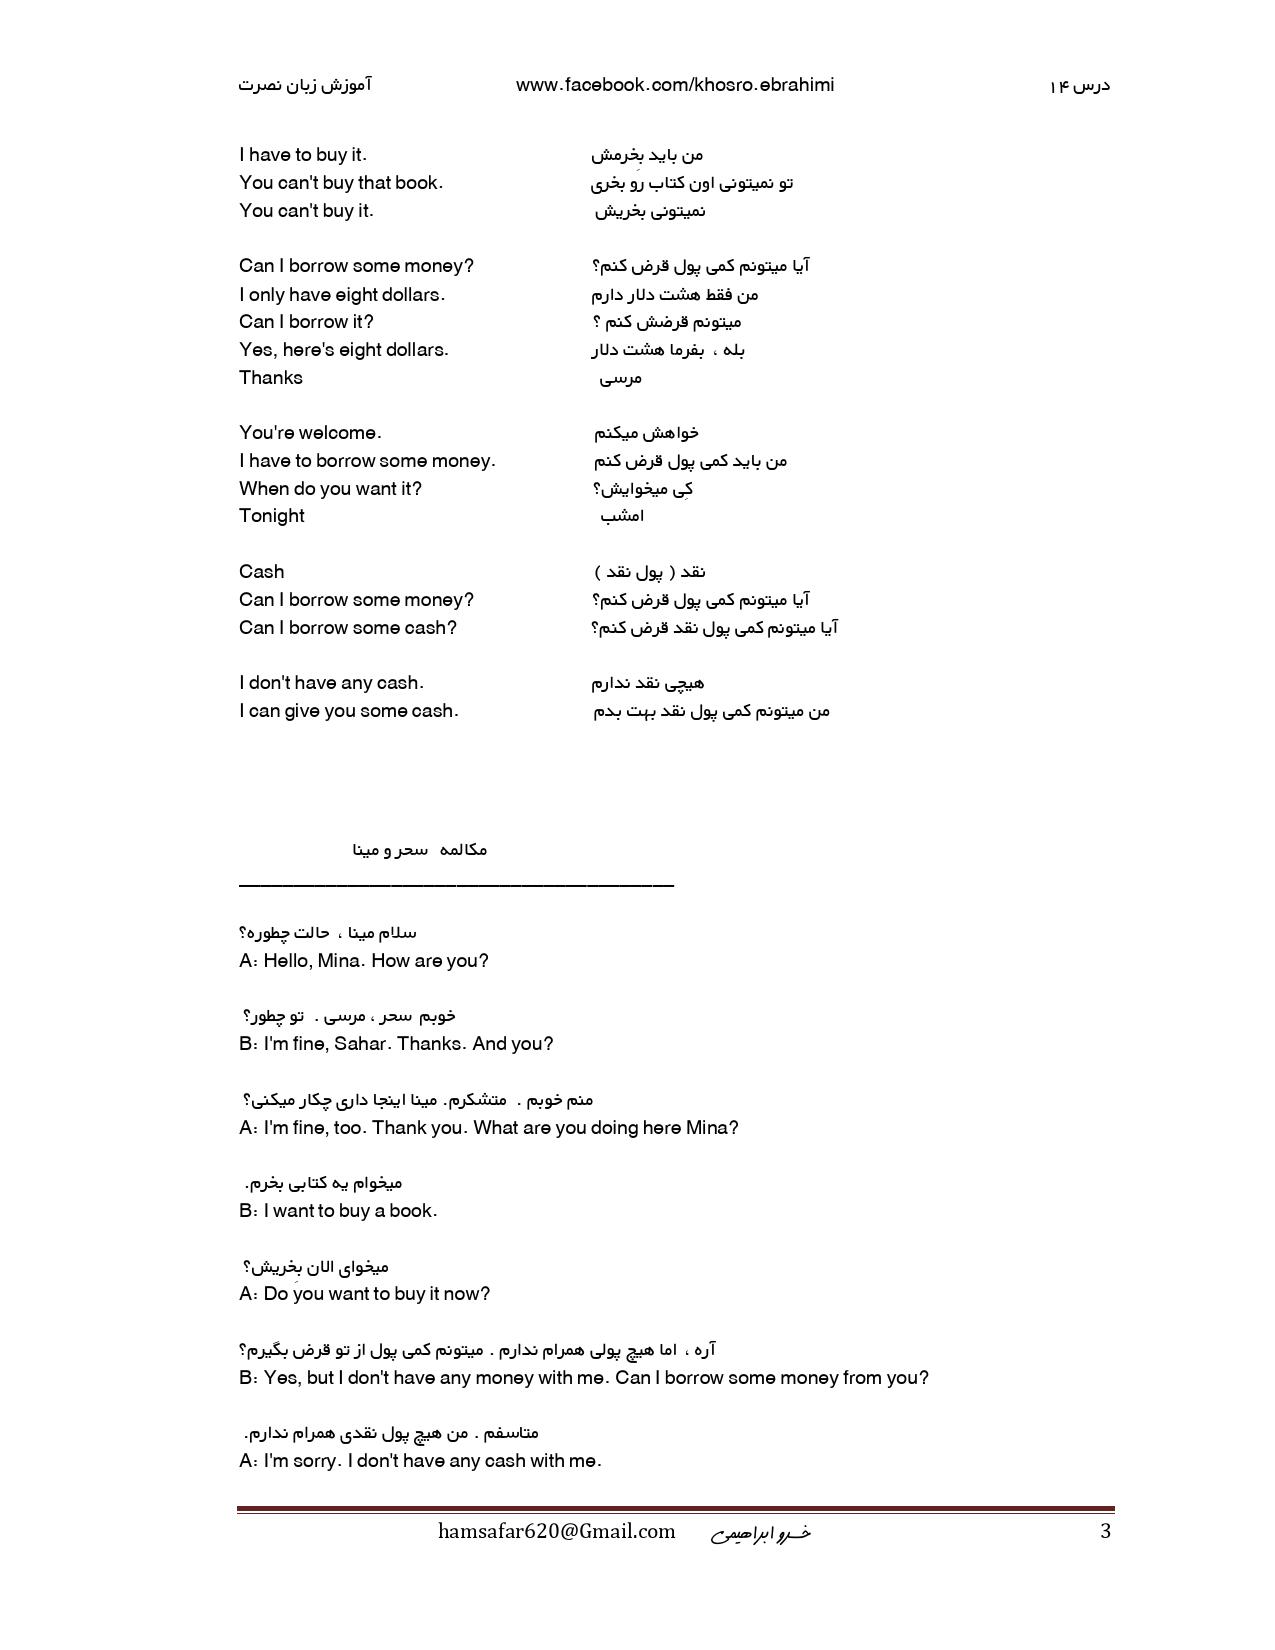 آموزش زبان نصرت www.facebook.com/khosro.ebrahimi درس ۱۴
I have to buy it. من باید بِخرمش
You can't buy that book. تو نمیتونی اون کتاب رو بخری
You can't buy it. نمیتونی بخریش
Can I borrow some money? آیا میتونم کمی پول قرض کنم؟
I only have eight dollars. من فقط هشت دلار دارم
Can I borrow it? میتونم قرضش کنم ؟
Yes, here's eight dollars. بله ، بفرما هشت دلار
Thanks مرسی
You're welcome. خواهش میکنم
I have to borrow some money. من باید کمی پول قرض کنم
When do you want it? کِی میخوایش؟
Tonight امشب
Cash نقد ( پول نقد )
Can I borrow some money? آیا میتونم کمی پول قرض کنم؟
Can I borrow some cash? آیا میتونم کمی پول نقد قرض کنم؟
I don't have any cash. هیچی نقد ندارم
I can give you some cash. من میتونم کمی پول نقد بهت بدم
مکالمه سحر و مینا
سلام مینا ، حالت چطوره؟
A: Hello, Mina. How are you?
خوبم سحر ، مرسی . تو چطور؟
B: I'm fine, Sahar. Thanks. And you?
منم خوبم . متشکرم. مینا اینجا داری چکار میکنی؟
A: I'm fine, too. Thank you. What are you doing here Mina?
میخوام یه کتابی بخرم.
B: I want to buy a book.
میخوای الان بِخریش؟
A: Do you want to buy it now?
آره ، اما هیچ پولی همرام ندارم . میتونم کمی پول از تو قرض بگیرم؟
B: Yes, but I don't have any money with me. Can I borrow some money from you?
متاسفم . من هیچ پول نقدی همرام ندارم.
A: I'm sorry. I don't have any cash with me.
hamsafar620@Gmail.com خسرو ابراهیمی 3